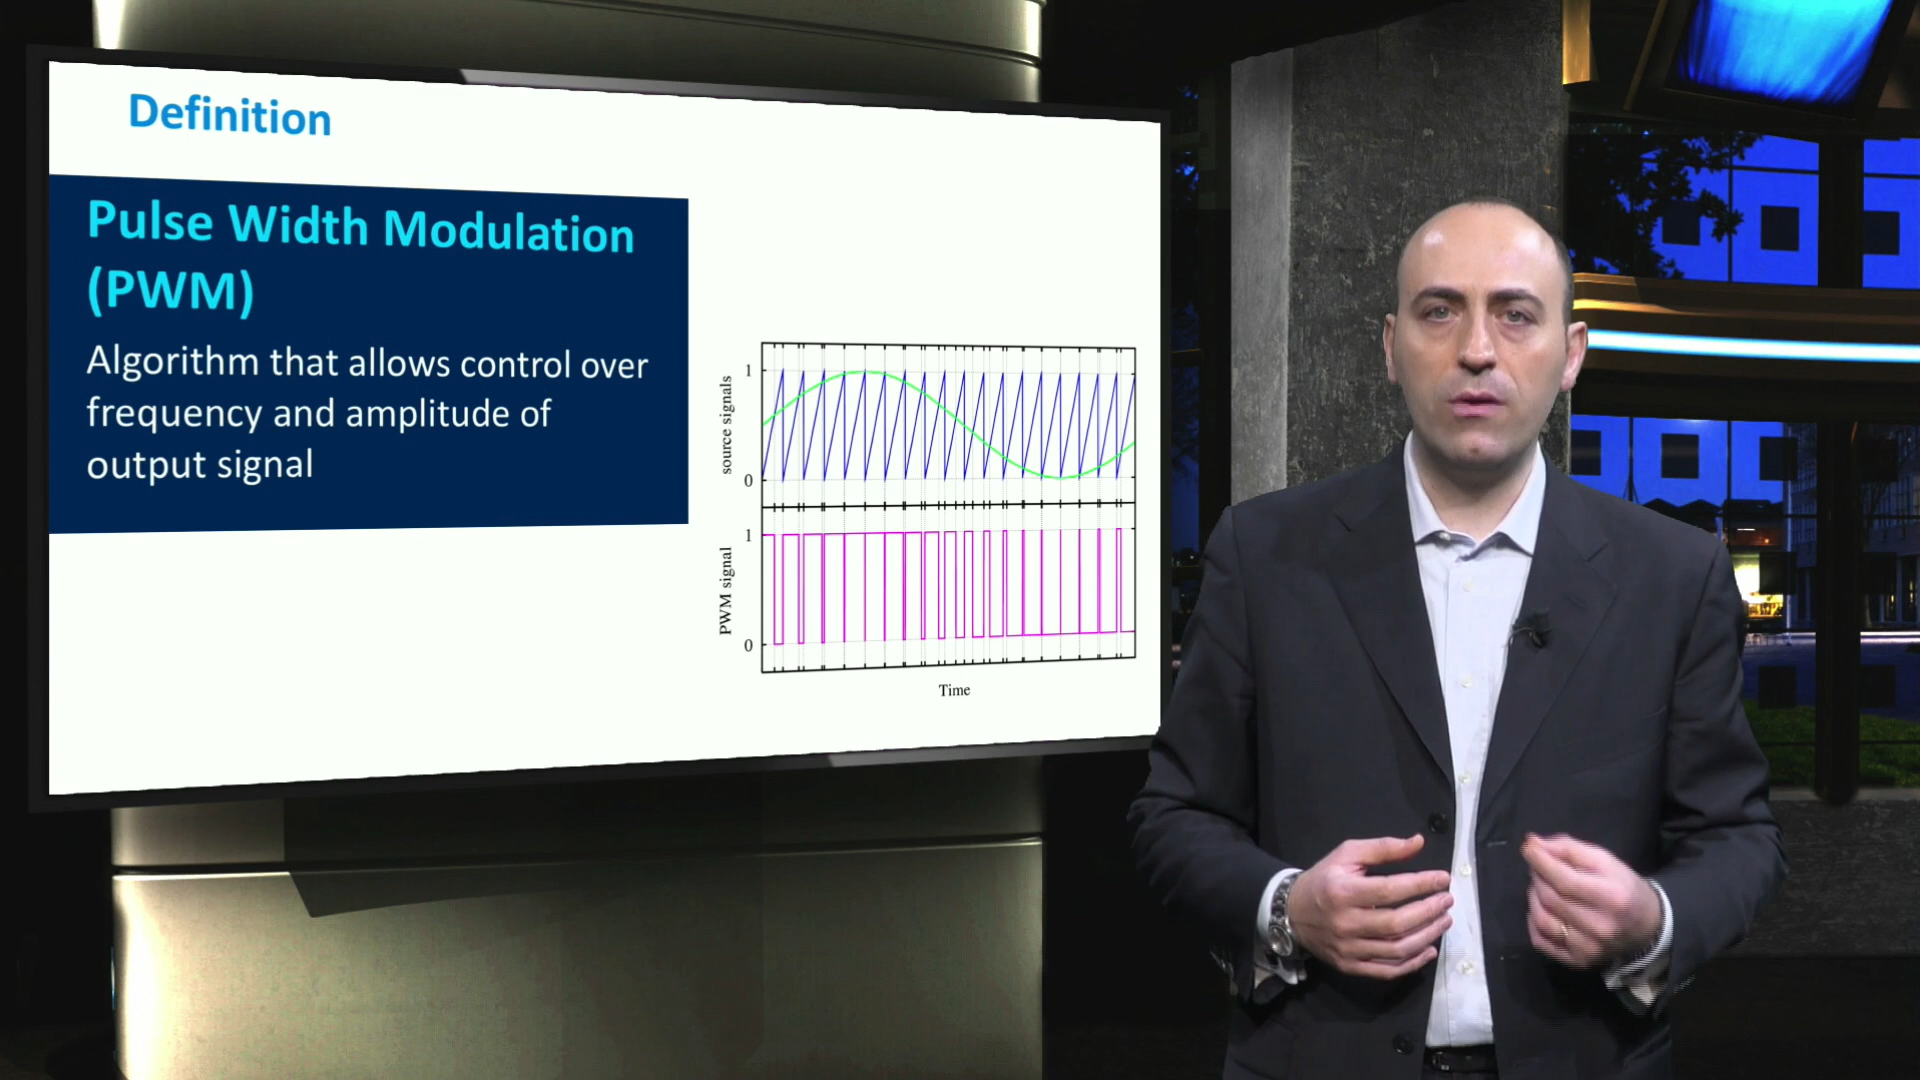 Definition
Pulse Width Modulation
(PWM)
Algorithm that allows control over
frequency and amplitude of
output signal
source signals
1
0
PWM signal
1
0
Time